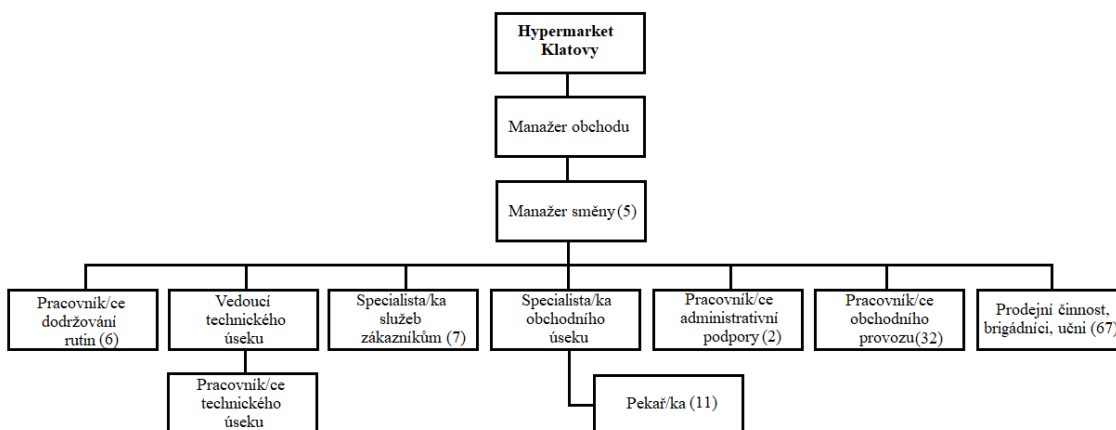 Hypermarket
Klatovy
Manažer obchodu
Manažer směny (5)
Pracovník/ce
dodržování
rutin (6)
Vedoucí
technického
úseku
Specialista/ka
služeb
zákazníkům (7)
Specialista/ka
obchodního
úseku
Pracovník/ce
administrativní
podpory (2)
Pracovník/ce
obchodního
provozu (32)
Prodejní činnost,
brigádníci, učni (67)
Pracovník/ce
technického
úseku
Pekař/ka (11)